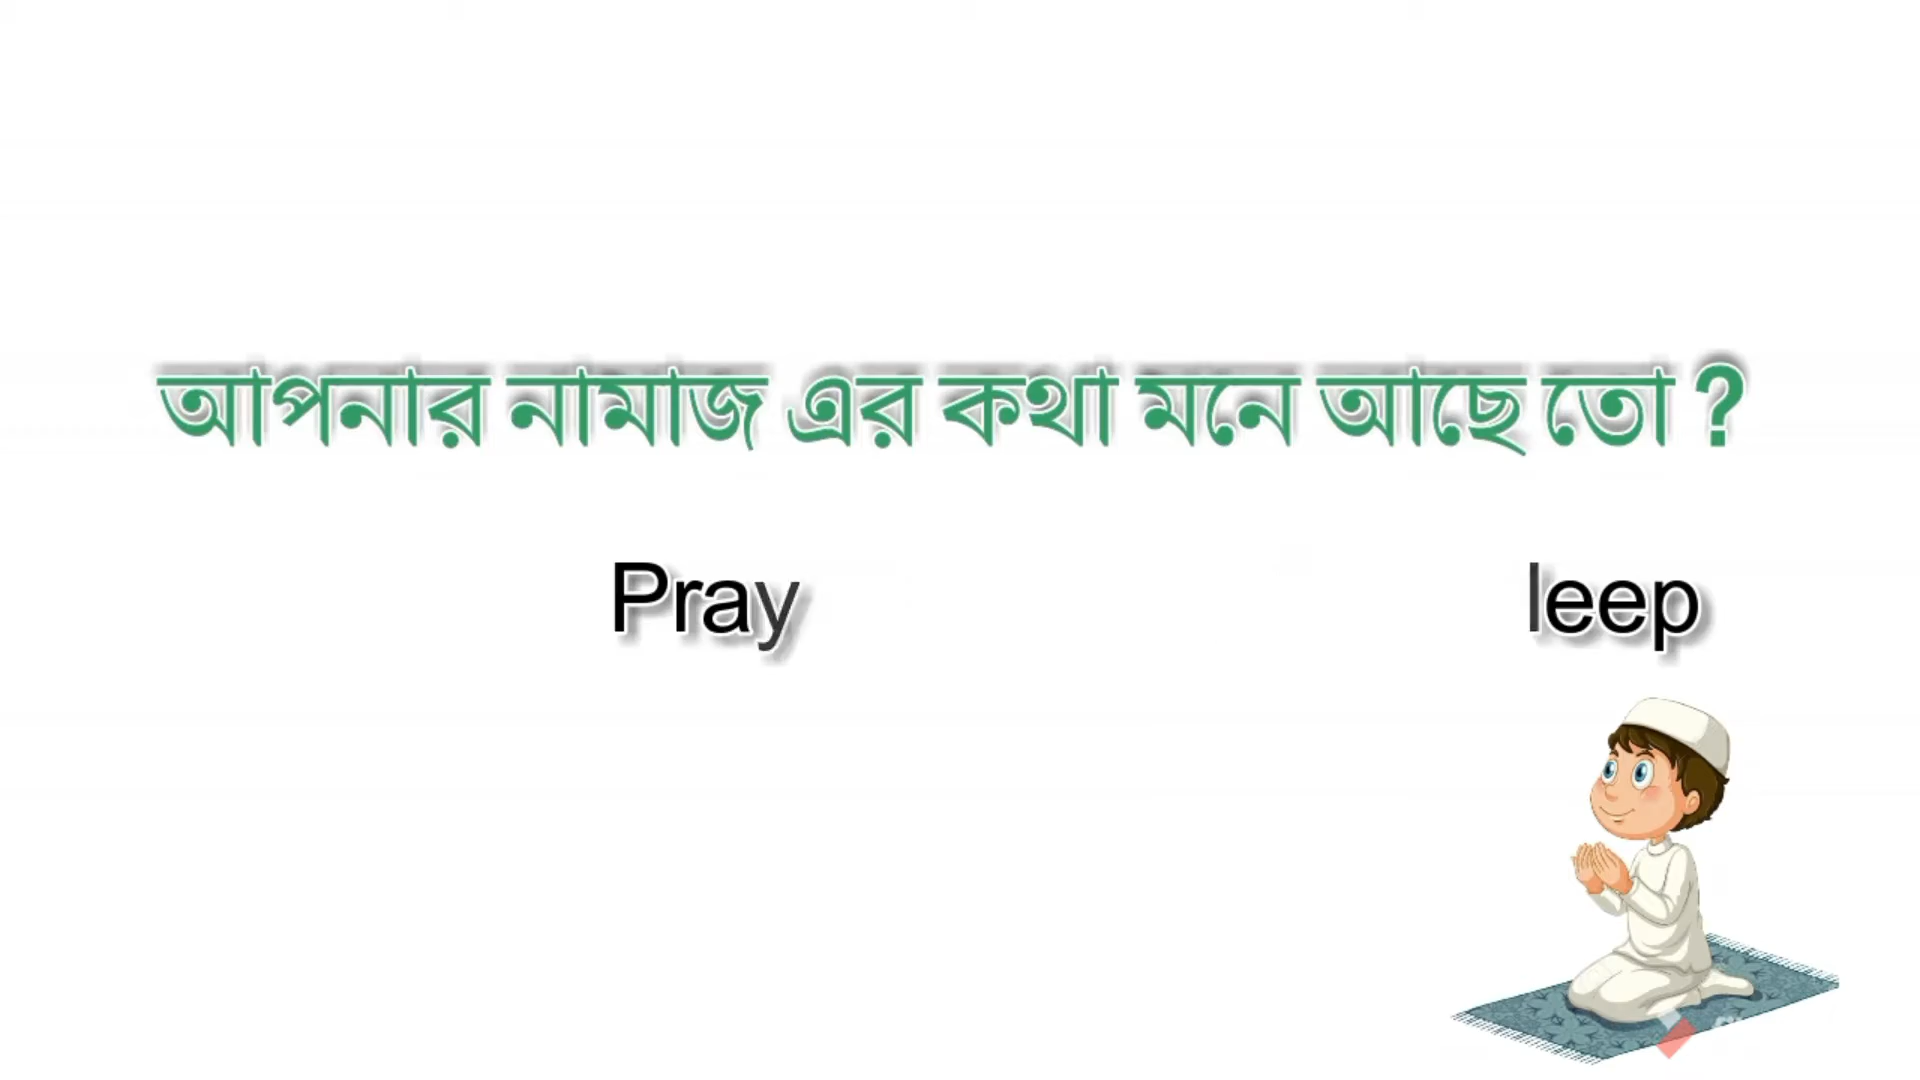 আপনার নামাজ এর কথা মনে আছে তো ?
Pray leep